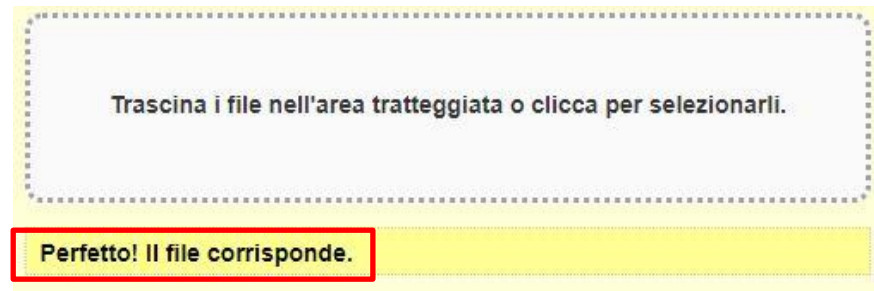 Trascina i file nell'area tratteggiata o clicca per selezionarli.
Perfetto! Il file corrisponde.